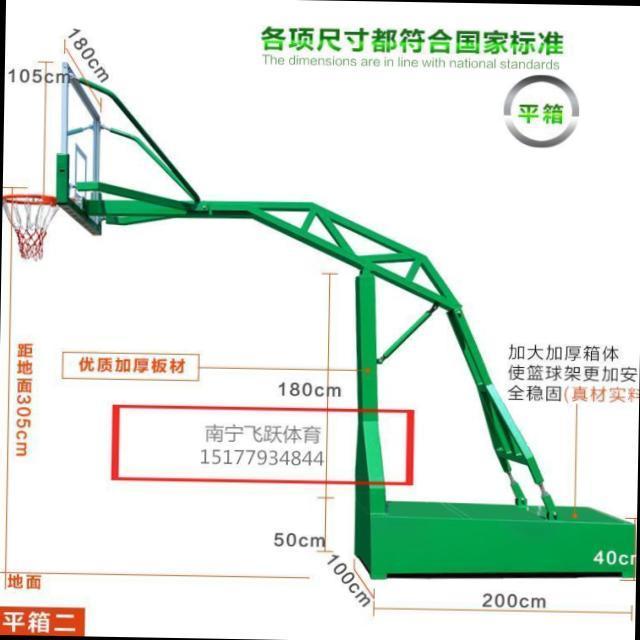 各项尺寸都符合国家标准
The dimensions are in line with national standards
平箱
180cm
105cm
距地面305cm
优质加厚板材
180cm
加大加厚箱体
使篮球架更加安
全稳固(真材实料
南宁飞跃体育
15177934844
50cm
100cm
200cm
40cm
地面
平箱二